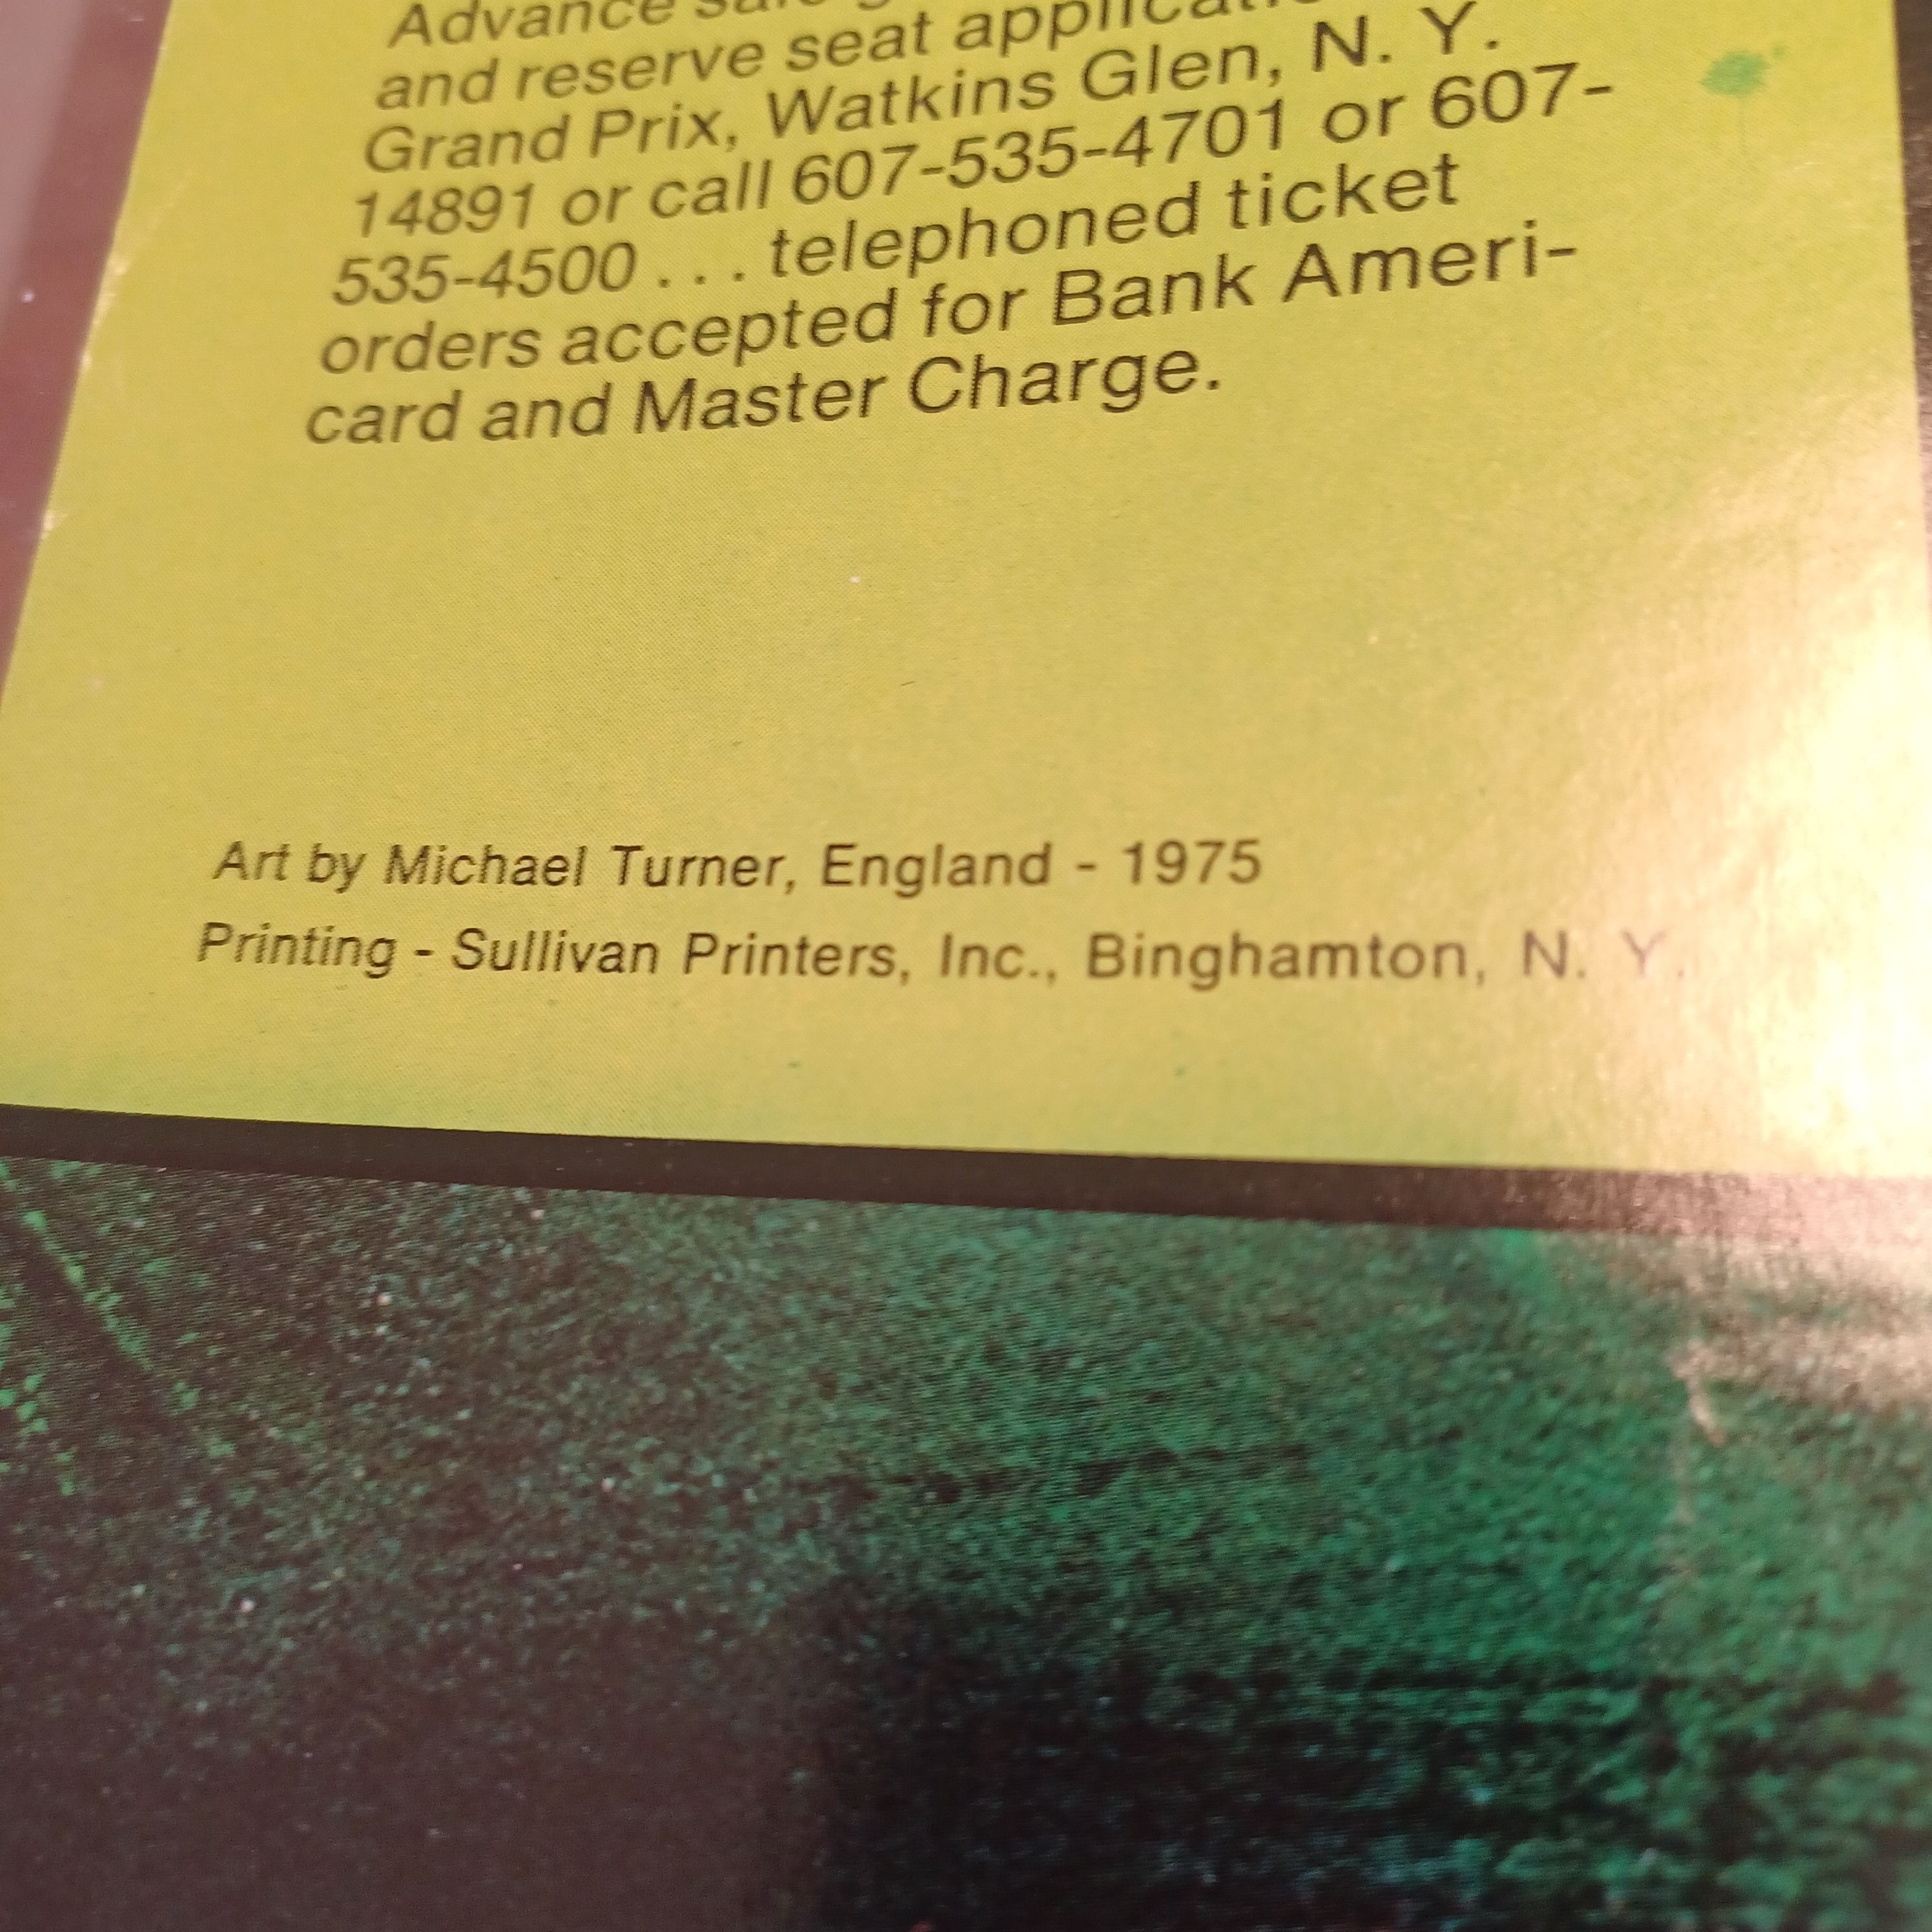 Advance
and reserve seat
Grand Prix, Watkins Glen, N. Y.
14891 or call 607-535-4701 or 607-
535-4500 . . . telephoned ticket
orders accepted for Bank Ameri-
card and Master Charge.
Art by Michael Turner, England - 1975
Printing - Sullivan Printers, Inc., Binghamton, N. Y.